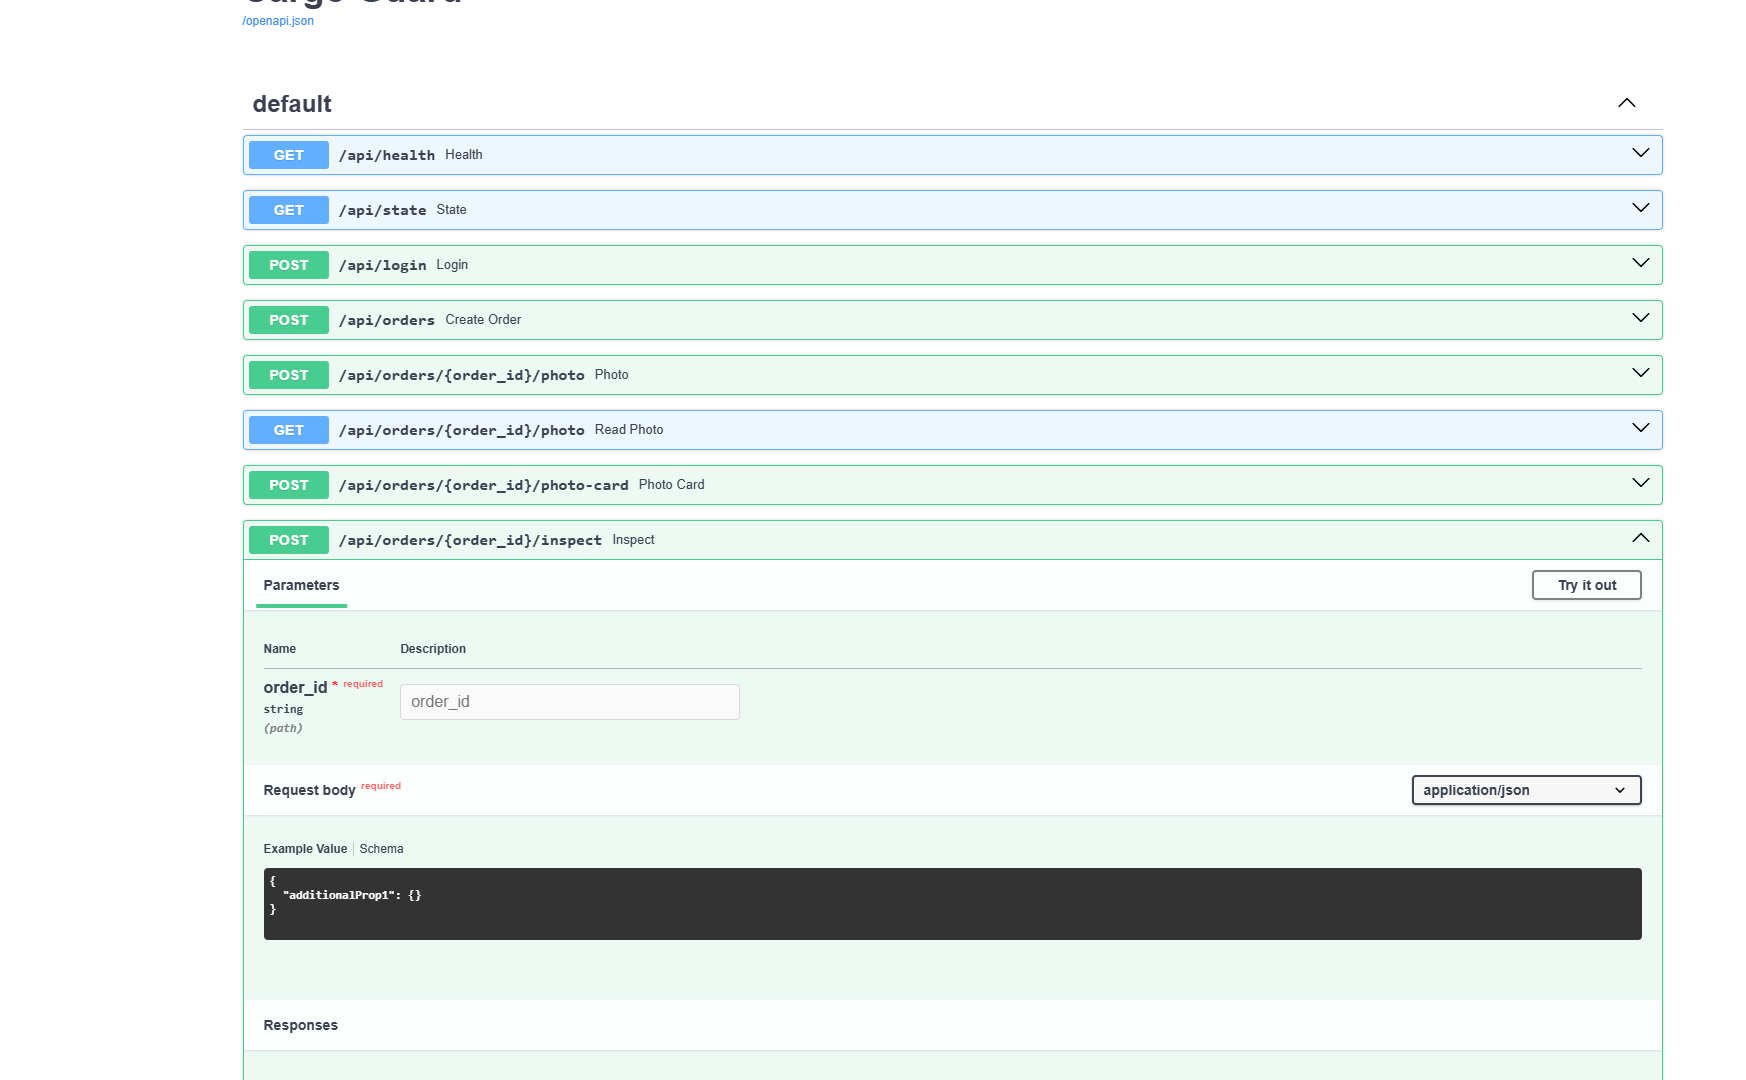 /openapi.json
default
GET /api/health Health
GET /api/state State
POST /api/login Login
POST /api/orders Create Order
POST /api/orders/{order_id}/photo Photo
GET /api/orders/{order_id}/photo Read Photo
POST /api/orders/{order_id}/photo-card Photo Card
POST /api/orders/{order_id}/inspect Inspect
Parameters Try it out
Name Description
order_id * required order_id
string
(path)
Request body required application/json
Example Value Schema
{
  "additionalProp1": {}
}
Responses